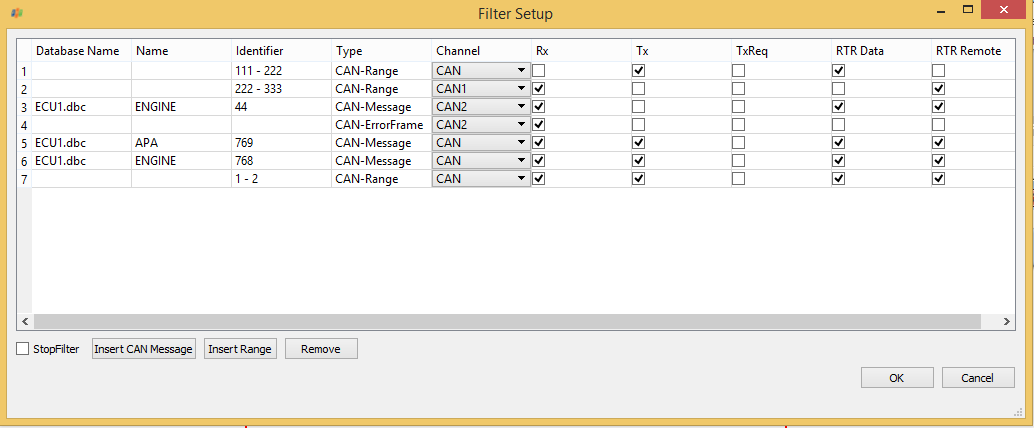 Filter Setup
Database Name Name Identifier Type Channel Rx Tx TxReq RTR Data RTR Remote
1 111 - 222 CAN-Range CAN
2 222 - 333 CAN-Range CAN1
3 ECU1.dbc ENGINE 44 CAN-Message CAN2
4 CAN-ErrorFrame CAN2
5 ECU1.dbc APA 769 CAN-Message CAN
6 ECU1.dbc ENGINE 768 CAN-Message CAN
7 1 - 2 CAN-Range CAN
StopFilter Insert CAN Message Insert Range Remove
OK Cancel